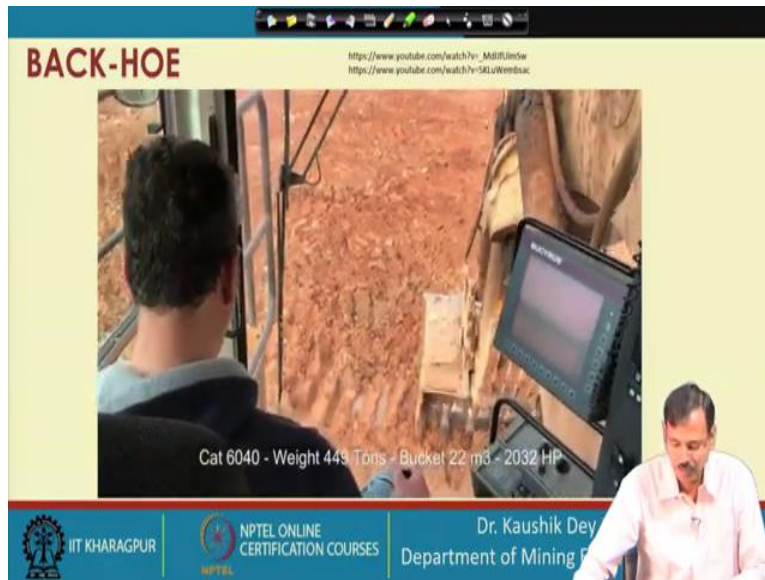 BACK-HOE
https://www.youtube.com/watch?v=_MdlJfUim5w
https://www.youtube.com/watch?v=5KLuWembsac
BUCYRUS
Cat 6040 - Weight 449 Tons - Bucket 22 m3 - 2032 HP
IIT KHARAGPUR
NPTEL
NPTEL ONLINE
CERTIFICATION COURSES
Dr. Kaushik Dey
Department of Mining